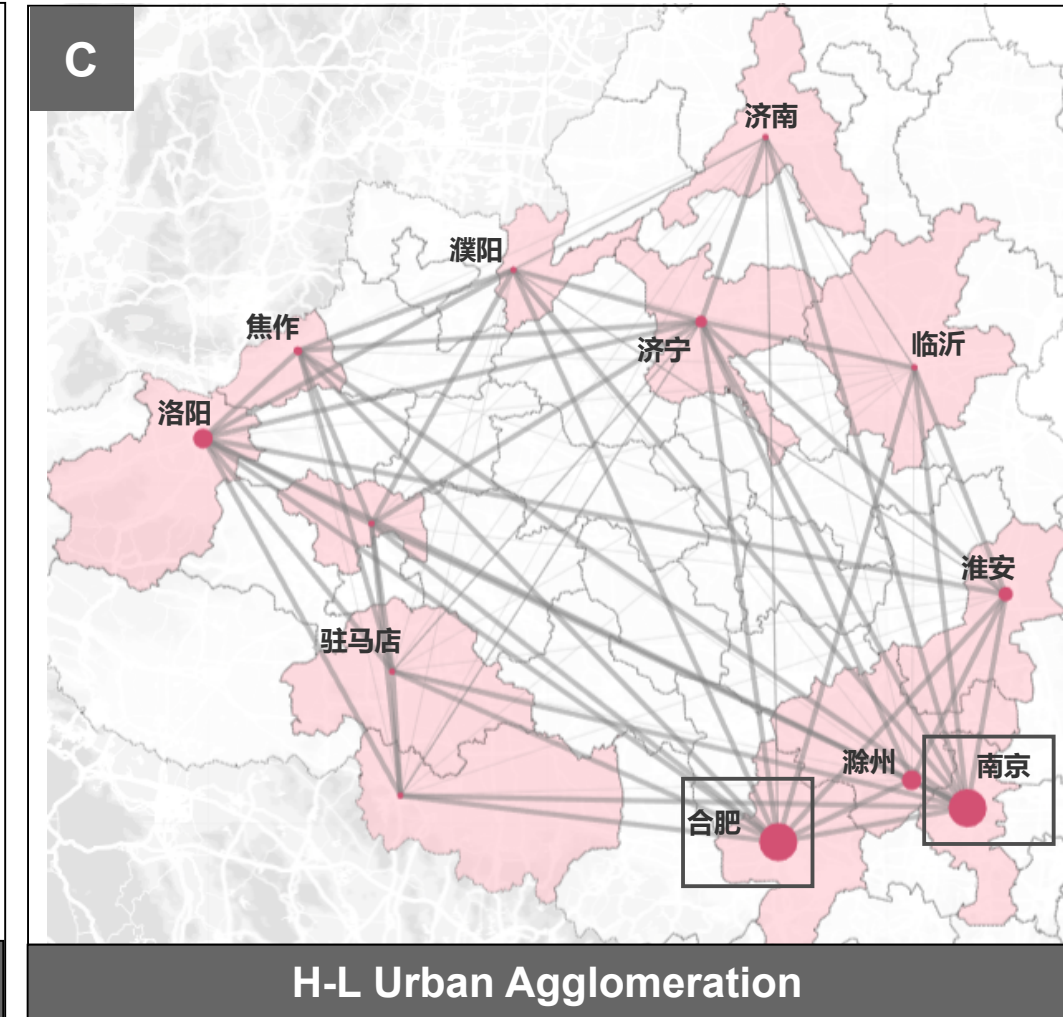 C
济南
濮阳
焦作
济宁
临沂
洛阳
淮安
驻马店
滁州
南京
合肥
H-L Urban Agglomeration